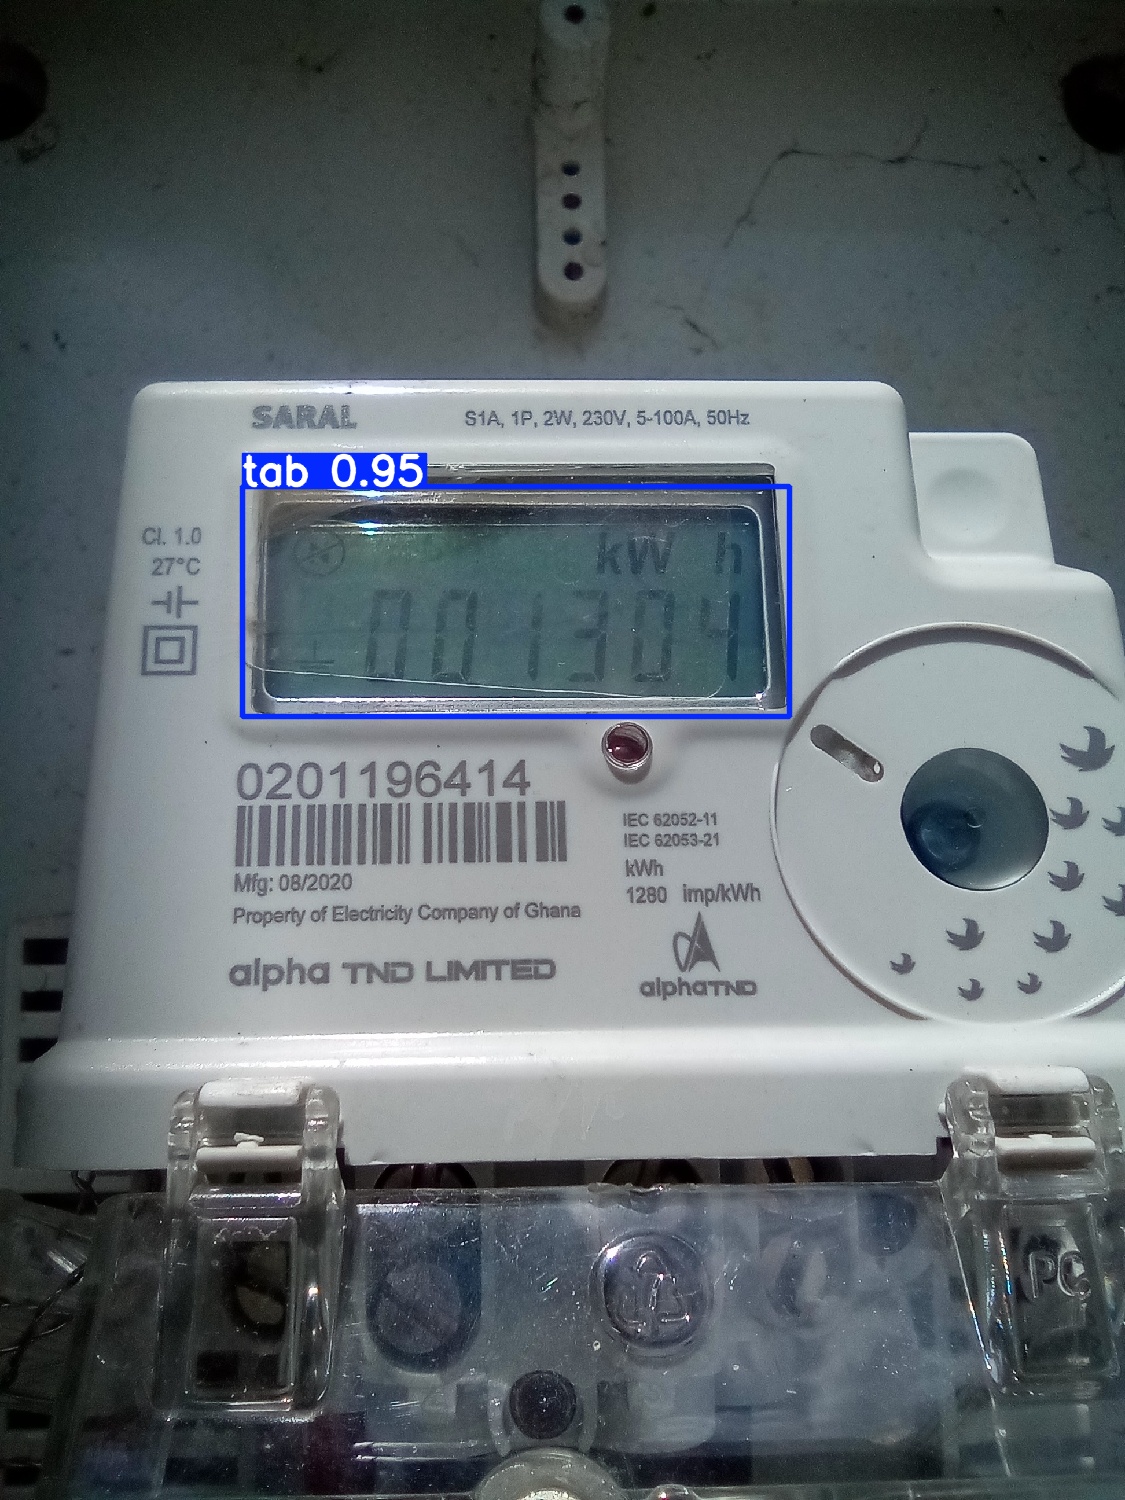 SARAL
S1A, 1P, 2W, 230V, 5-100A, 50Hz
tab 0.95
Cl. 1.0
27°C
kW h
001304
0201196414
Mfg: 08/2020
Property of Electricity Company of Ghana
alpha TND LIMITED
IEC 62052-11
IEC 62053-21
kWh
1280 imp/kWh
alphaTND
PC